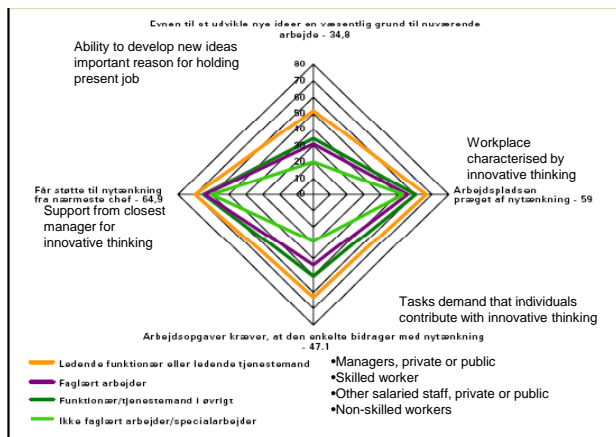 Evnen til at udvikle nye ideer en væsentlig grund til nuværende
arbejde - 34,8
Ability to develop new ideas
important reason for holding
present job
80
70
60
50
40
30
20
10
0
Workplace
characterised by
innovative thinking
Får støtte til nytænkning
fra nærmeste chef - 64,9
Arbejdspladsen
præget af nytænkning - 59
Support from closest
manager for
innovative thinking
Tasks demand that individuals
contribute with innovative thinking
Arbejdsopgaver kræver, at den enkelte bidrager med nytænkning
- 47.1
Ledende funktionær eller ledende tjenestemand
Faglært arbejder
Funktionær/tjenestemand i øvrigt
Ikke faglært arbejder/specialarbejder
•Managers, private or public
•Skilled worker
•Other salaried staff, private or public
•Non-skilled workers